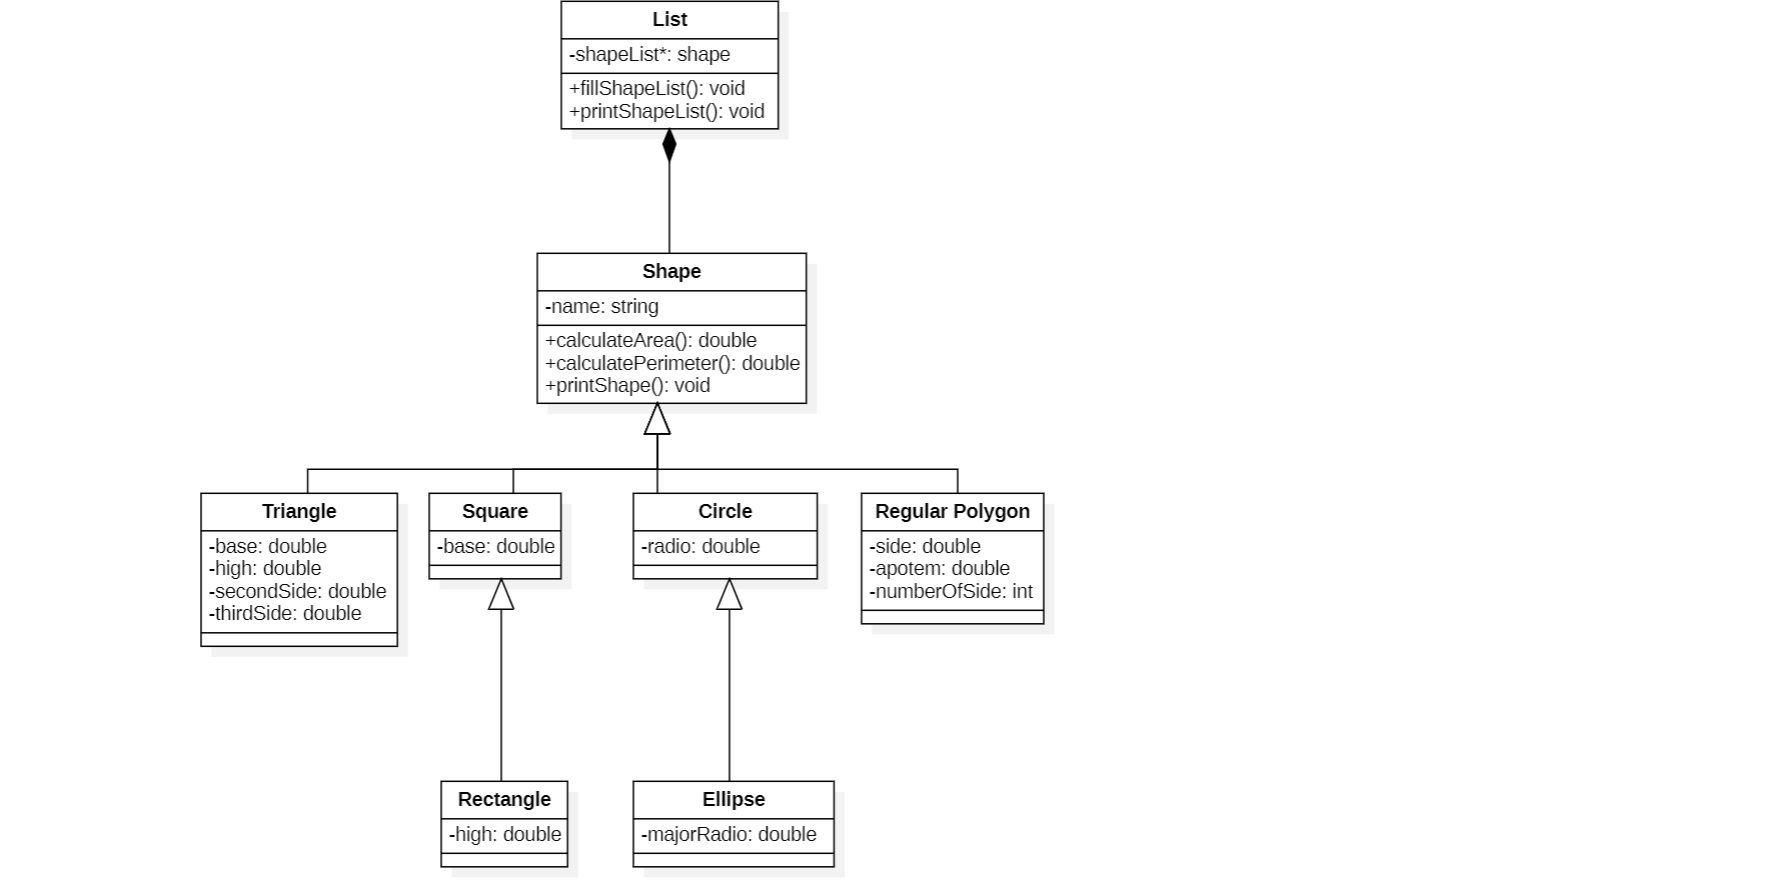 List
-shapeList*: shape
+fillShapeList(): void
+printShapeList(): void
Shape
-name: string
+calculateArea(): double
+calculatePerimeter(): double
+printShape(): void
Triangle
-base: double
-high: double
-secondSide: double
-thirdSide: double
Square
-base: double
Circle
-radio: double
Regular Polygon
-side: double
-apotem: double
-numberOfSide: int
Rectangle
-high: double
Ellipse
-majorRadio: double